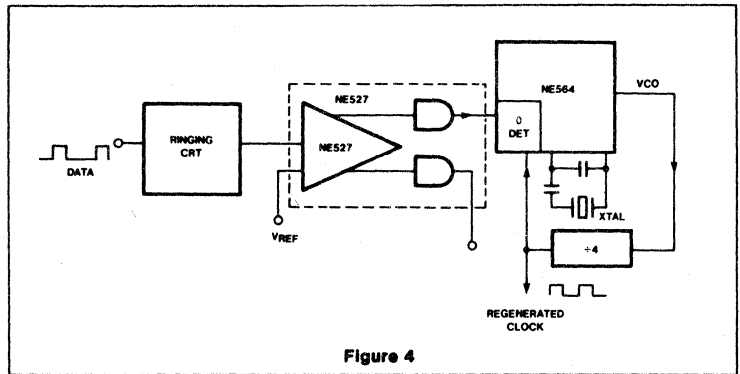 NE527
NE564
VCO
RINGING
CRT
NE527
0
DET
DATA
XTAL
VREF
÷4
REGENERATED
CLOCK
Figure 4